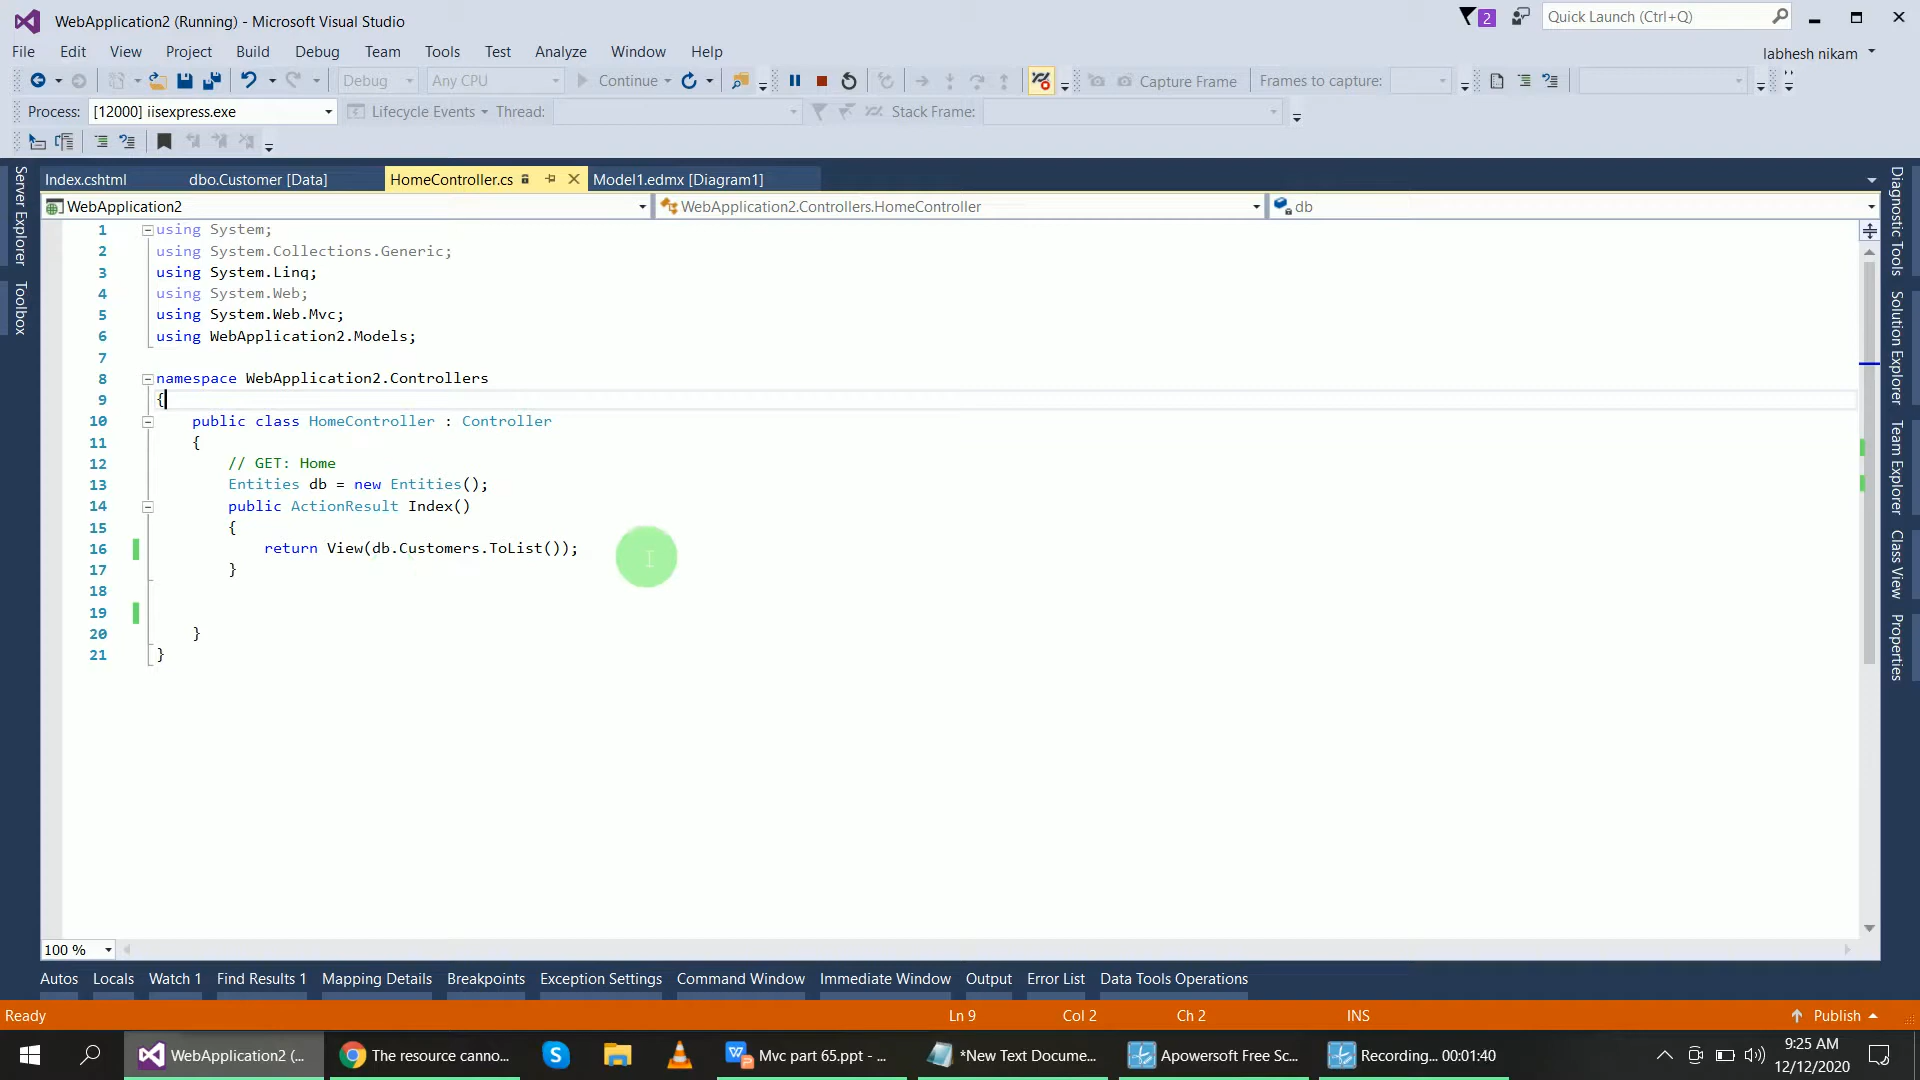 WebApplication2 (Running) - Microsoft Visual Studio
2
Quick Launch (Ctrl+Q)
File Edit View Project Build Debug Team Tools Test Analyze Window Help
labhesh nikam
Debug Any CPU Continue Capture Frame Frames to capture:
Process: [12000] iisexpress.exe Lifecycle Events Thread: Stack Frame:
Index.cshtml dbo.Customer [Data] HomeController.cs Model1.edmx [Diagram1]
WebApplication2 WebApplication2.Controllers.HomeController db
1 using System;
2 using System.Collections.Generic;
3 using System.Linq;
4 using System.Web;
5 using System.Web.Mvc;
6 using WebApplication2.Models;
7
8 namespace WebApplication2.Controllers
9 {
10 public class HomeController : Controller
11 {
12 // GET: Home
13 Entities db = new Entities();
14 public ActionResult Index()
15 {
16 return View(db.Customers.ToList());
17 }
18
19
20 }
21 }
Server Explorer
Toolbox
Diagnostic Tools
Solution Explorer
Team Explorer
Class View
Properties
100 %
Autos Locals Watch 1 Find Results 1 Mapping Details Breakpoints Exception Settings Command Window Immediate Window Output Error List Data Tools Operations
Ready Ln 9 Col 2 Ch 2 INS Publish
WebApplication2 (... The resource canno... Mvc part 65.ppt - ... *New Text Docume... Apowersoft Free Sc... Recording... 00:01:40
9:25 AM
12/12/2020